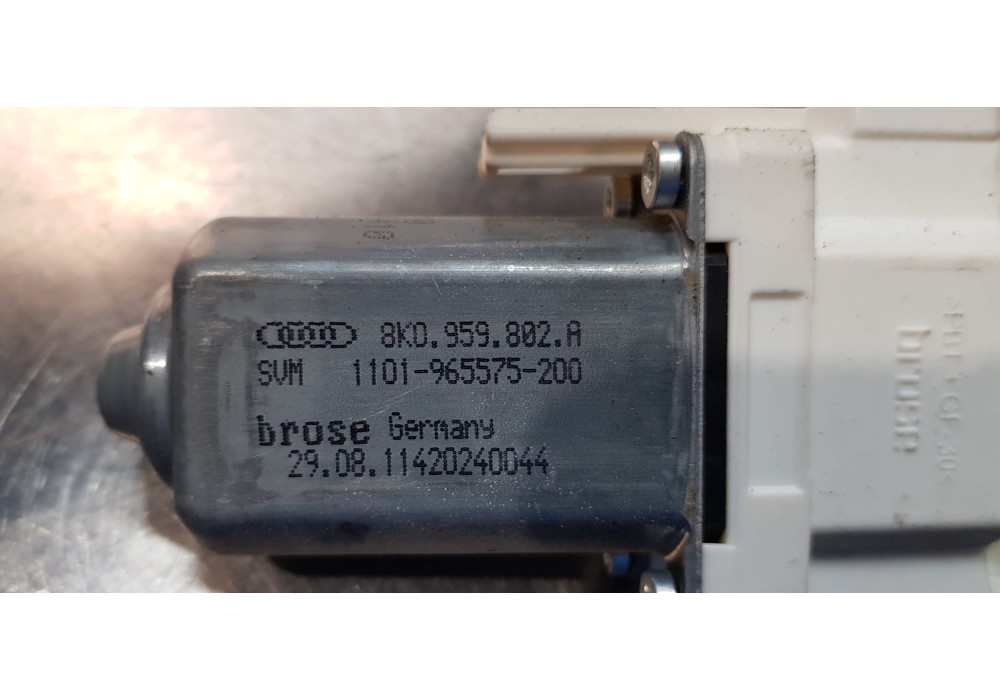 8K0.959.802.A
SVM 1101-965575-200
brose Germany
29.08.11420240044
brose